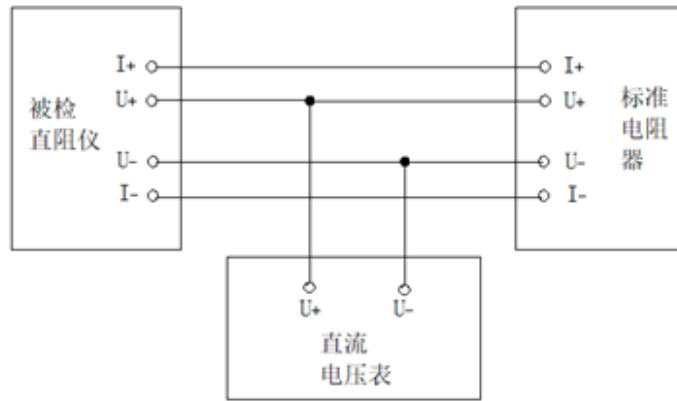 I+
U+
U-
I-
被检
直阻仪
I+
U+
U-
I-
标准
电阻
器
U+
U-
直流
电压表